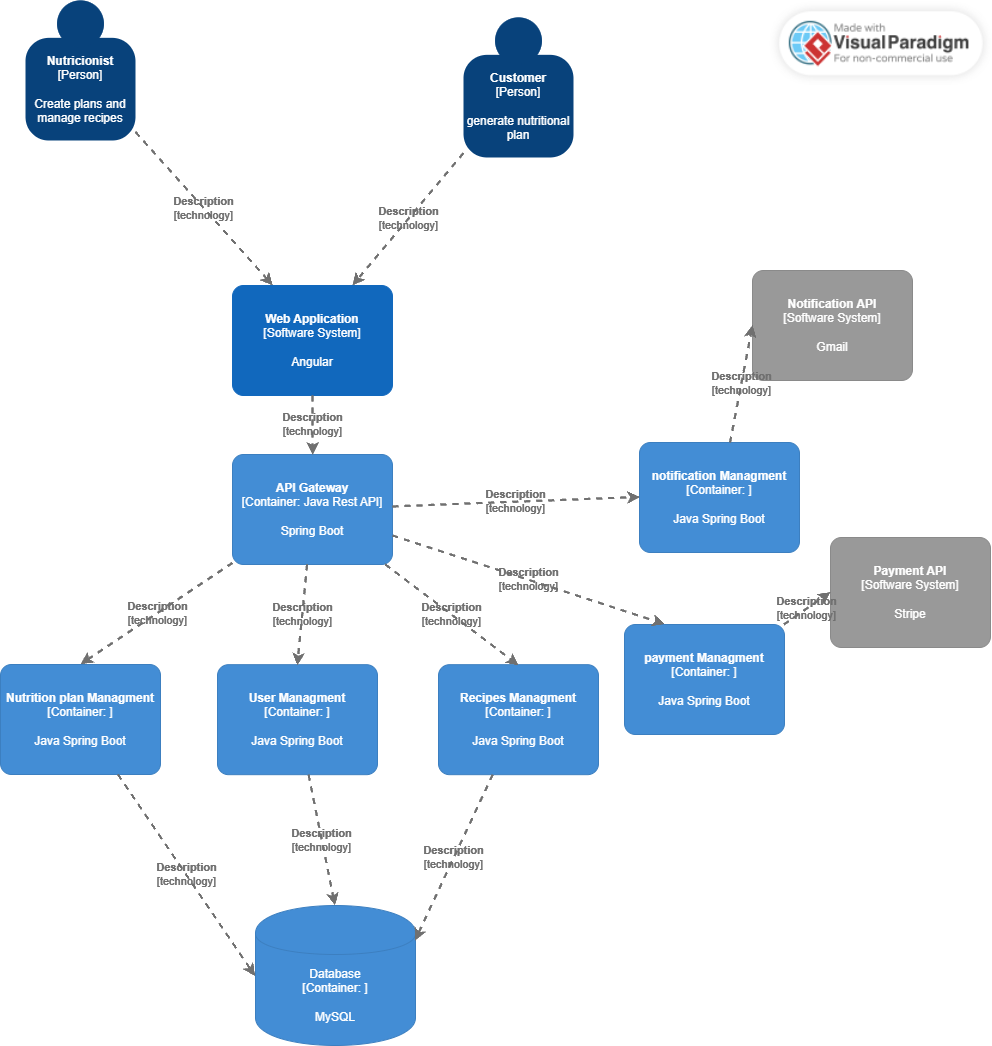 Made with
Visual Paradigm
For non-commercial use
Nutricionist
[Person]
Create plans and
manage recipes
Customer
[Person]
generate nutritional
plan
Description
[technology]
Description
[technology]
Web Application
[Software System]
Angular
Notification API
[Software System]
Gmail
Description
[technology]
Description
[technology]
API Gateway
[Container: Java Rest API]
Spring Boot
Description
[technology]
notification Managment
[Container: ]
Java Spring Boot
Description
[technology]
Payment API
[Software System]
Stripe
Description
[technology]
Description
[technology]
Description
[technology]
Description
[technology]
payment Managment
[Container: ]
Java Spring Boot
Nutrition plan Managment
[Container: ]
Java Spring Boot
User Managment
[Container: ]
Java Spring Boot
Recipes Managment
[Container: ]
Java Spring Boot
Description
[technology]
Description
[technology]
Description
[technology]
Database
[Container: ]
MySQL